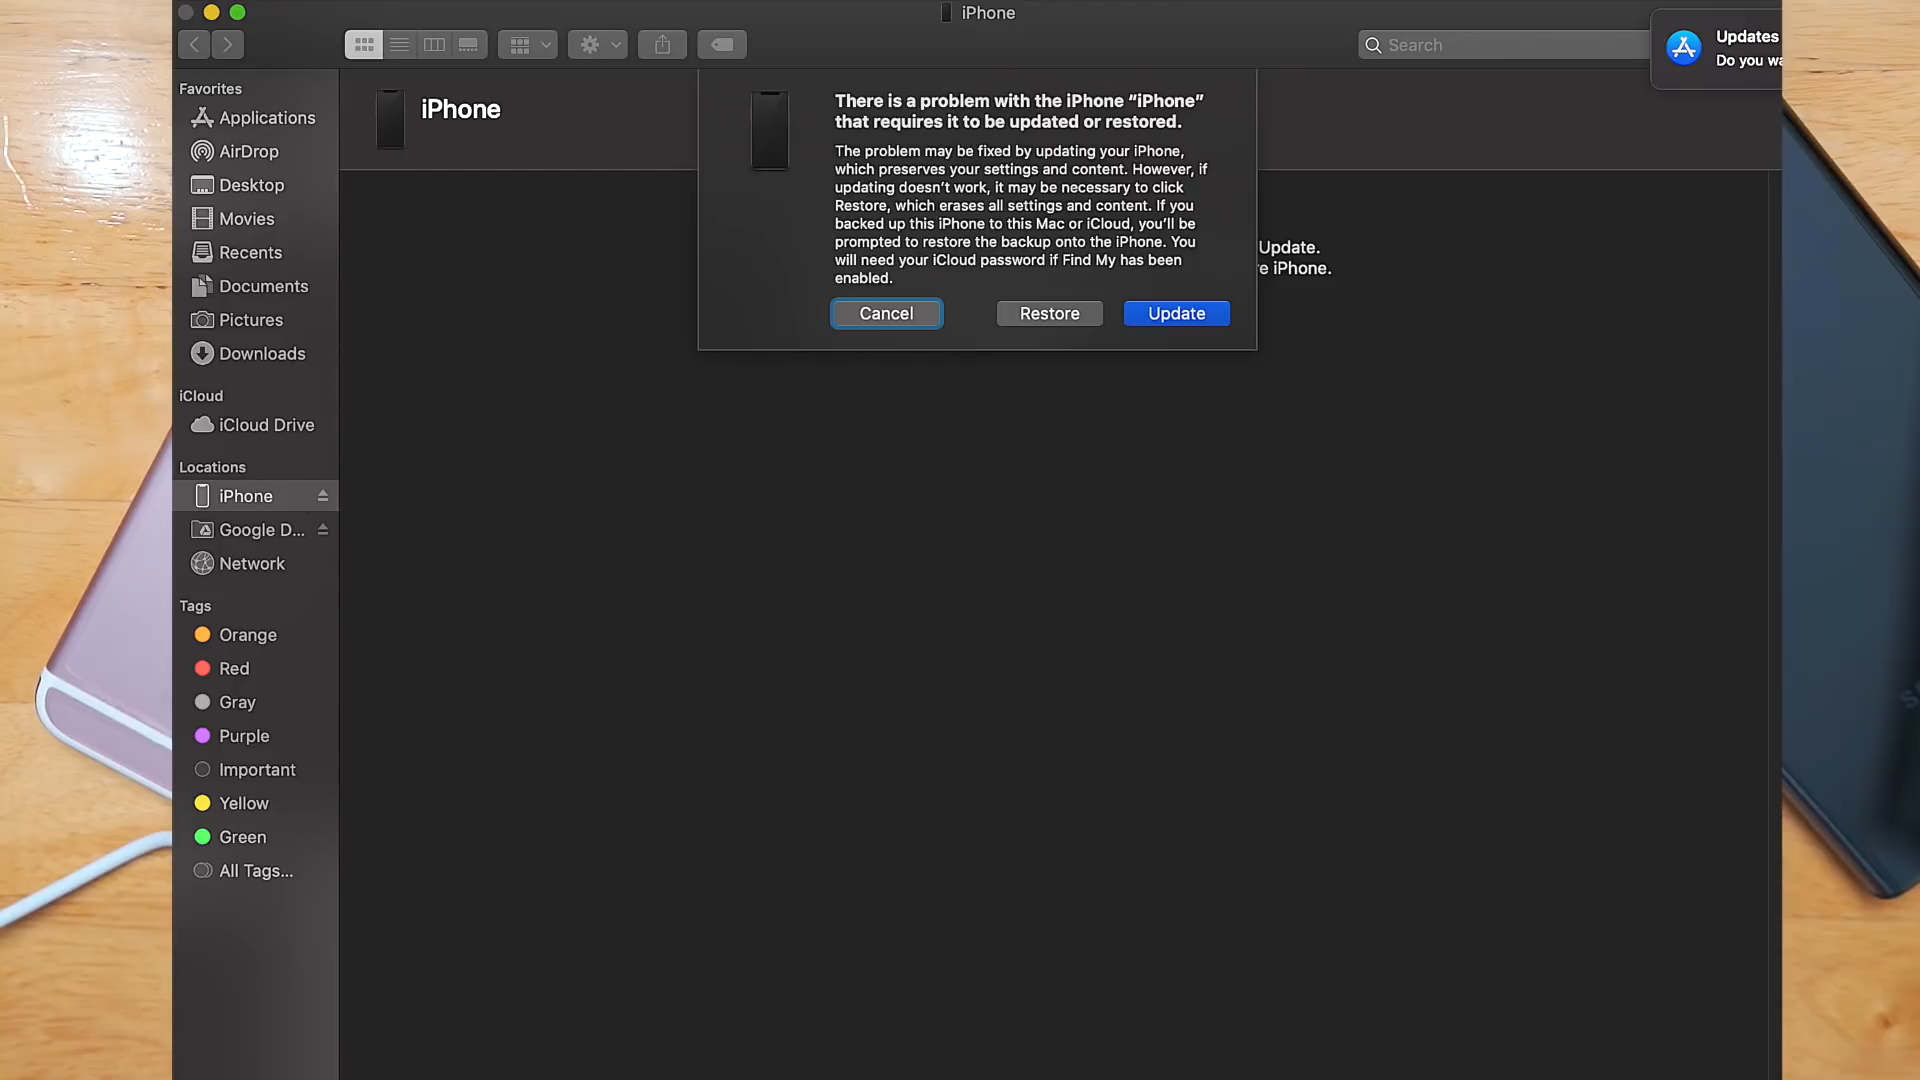 iPhone
Search
Updates
Do you
Favorites
Applications
AirDrop
Desktop
Movies
Recents
Documents
Pictures
Downloads
iCloud
iCloud Drive
Locations
iPhone
Google D...
Network
Tags
Orange
Red
Gray
Purple
Important
Yellow
Green
All Tags...
iPhone
There is a problem with the iPhone “iPhone”
that requires it to be updated or restored.
The problem may be fixed by updating your iPhone,
which preserves your settings and content. However, if
updating doesn’t work, it may be necessary to click
Restore, which erases all settings and content. If you
backed up this iPhone to this Mac or iCloud, you’ll be
prompted to restore the backup onto the iPhone. You
will need your iCloud password if Find My has been
enabled.
Cancel Restore Update
Update.
iPhone.